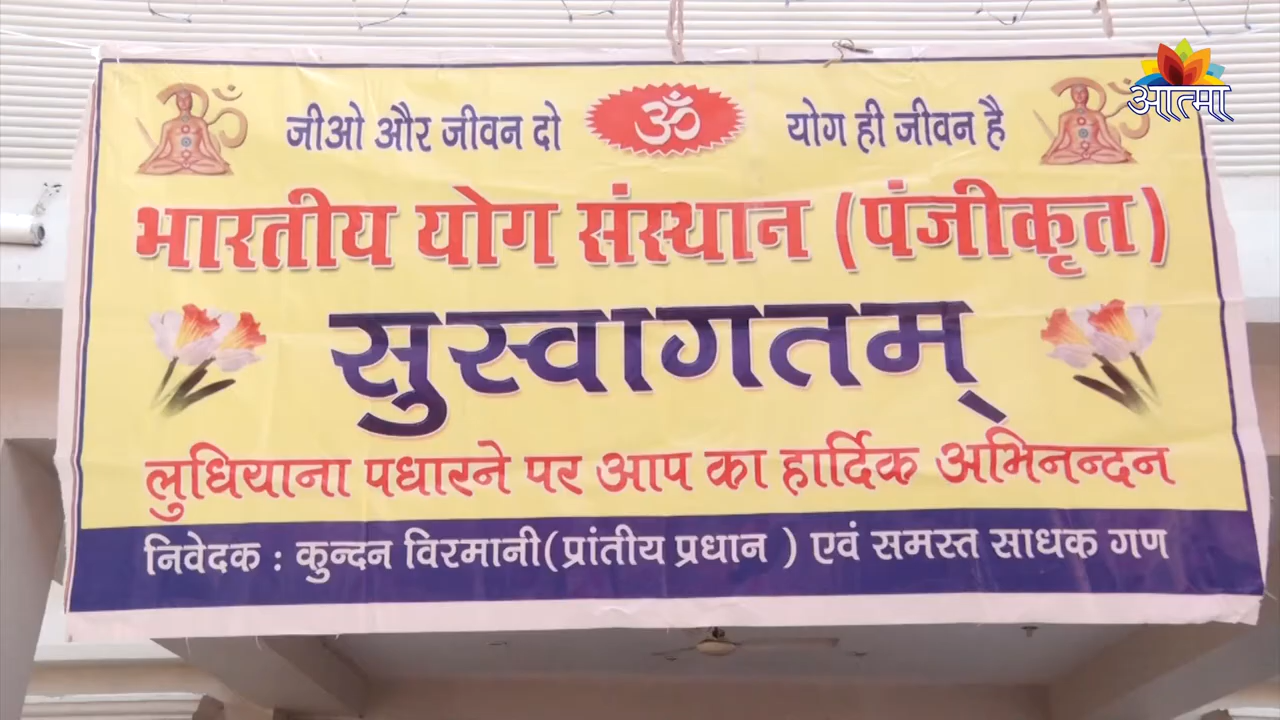 आत्मा
जीओ और जीवन दो ॐ योग ही जीवन है
भारतीय योग संस्थान (पंजीकृत)
सुस्वागतम्
लुधियाना पधारने पर आप का हार्दिक अभिनन्दन
निवेदक : कुन्दन विरमानी(प्रांतीय प्रधान ) एवं समस्त साधक गण